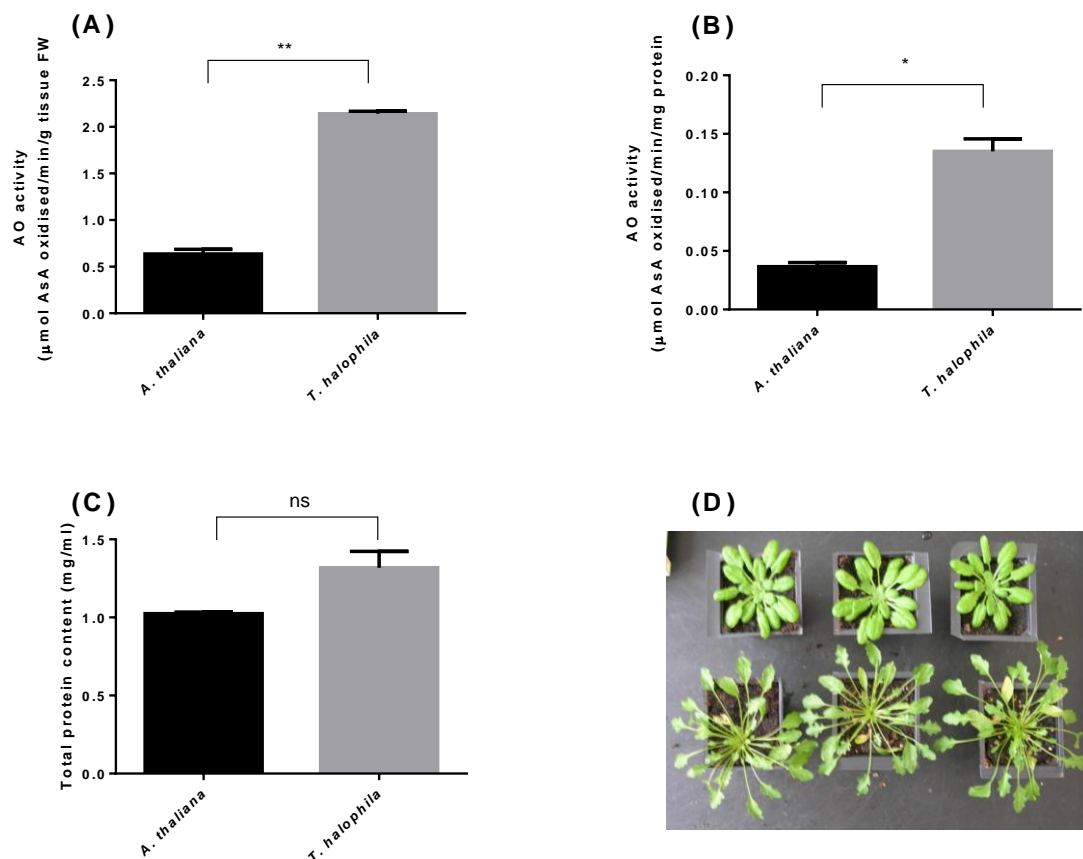 (A)
**
AO activity
(µmol AsA oxidised/min/g tissue FW
2.5
2.0
1.5
1.0
0.5
0.0
A. thaliana
T. halophila
(B)
*
AO activity
(µmol AsA oxidised/min/mg protein
0.20
0.15
0.10
0.05
0.00
A. thaliana
T. halophila
(C)
ns
Total protein content (mg/ml)
1.5
1.0
0.5
0.0
A. thaliana
T. halophila
(D)